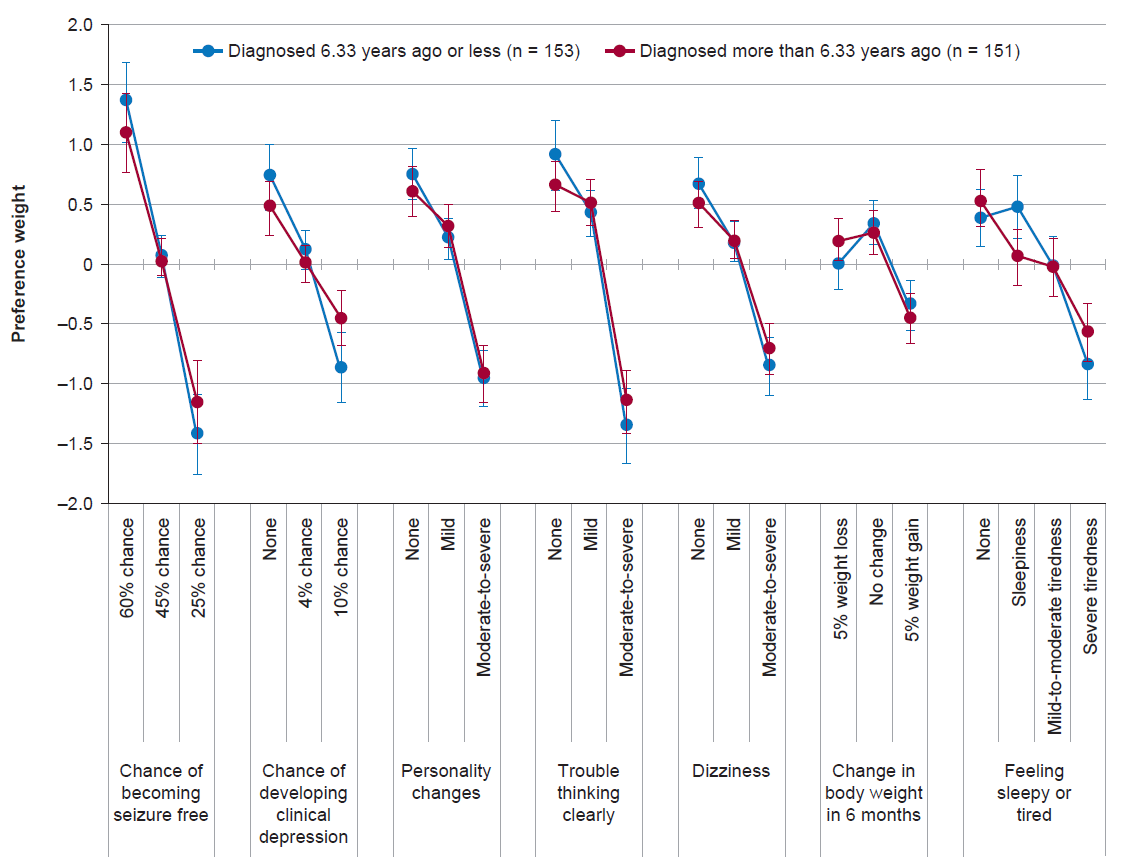 2.0
Diagnosed 6.33 years ago or less (n = 153)
Diagnosed more than 6.33 years ago (n = 151)
1.5
1.0
0.5
0
–0.5
–1.0
–1.5
–2.0
Preference weight
60% chance
45% chance
25% chance
None
4% chance
10% chance
None
Mild
Moderate-to-severe
None
Mild
Moderate-to-severe
None
Mild
Moderate-to-severe
5% weight loss
No change
5% weight gain
None
Sleepiness
Mild-to-moderate tiredness
Severe tiredness
Chance of
becoming
seizure free
Chance of
developing
clinical
depression
Personality
changes
Trouble
thinking
clearly
Dizziness
Change in
body weight
in 6 months
Feeling
sleepy or
tired